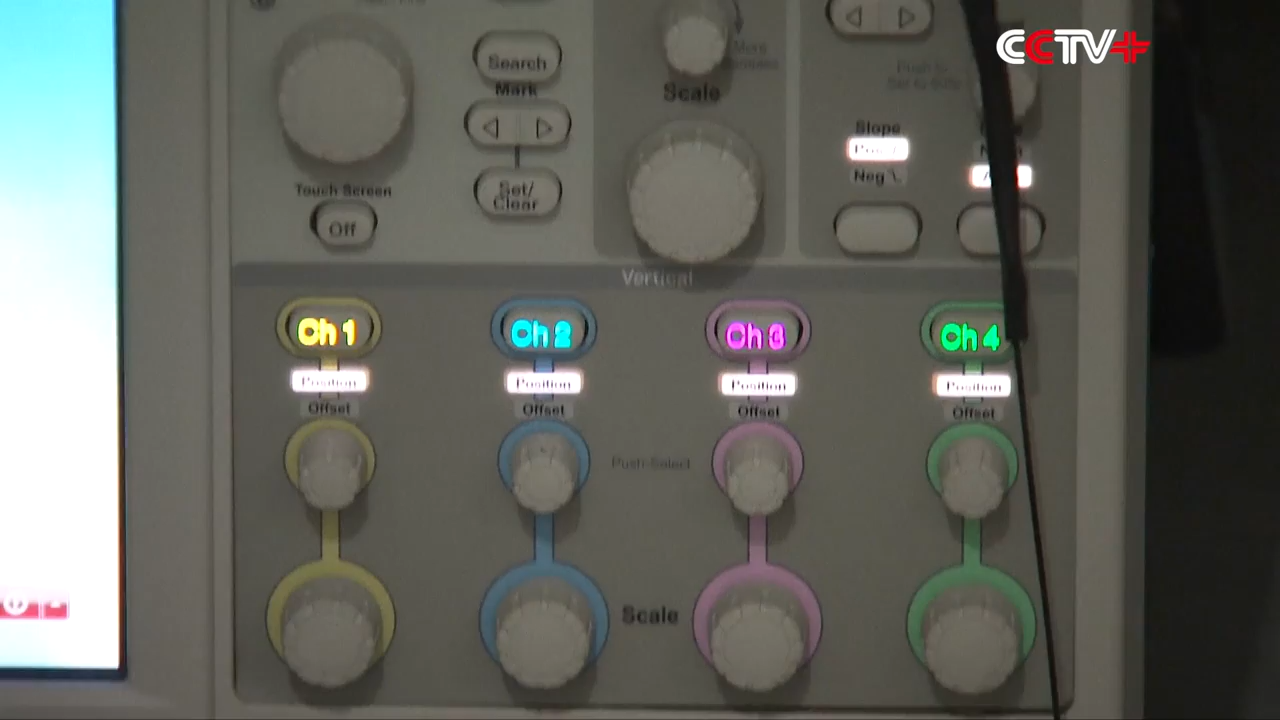 CCTV+
Search
Mark
Scale
Slope
Neg \
Set/
Clear
Touch Screen
Off
Vertical
Ch 1
Ch 2
Ch 3
Ch 4
Position
Position
Position
Position
Offset
Offset
Offset
Offset
Push-Select
Scale